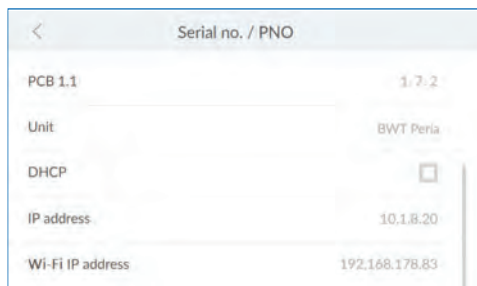 Serial no. / PNO
PCB 1.1 1.7.2
Unit BWT Perla
DHCP
IP address 10.1.8.20
Wi-Fi IP address 192.168.178.83